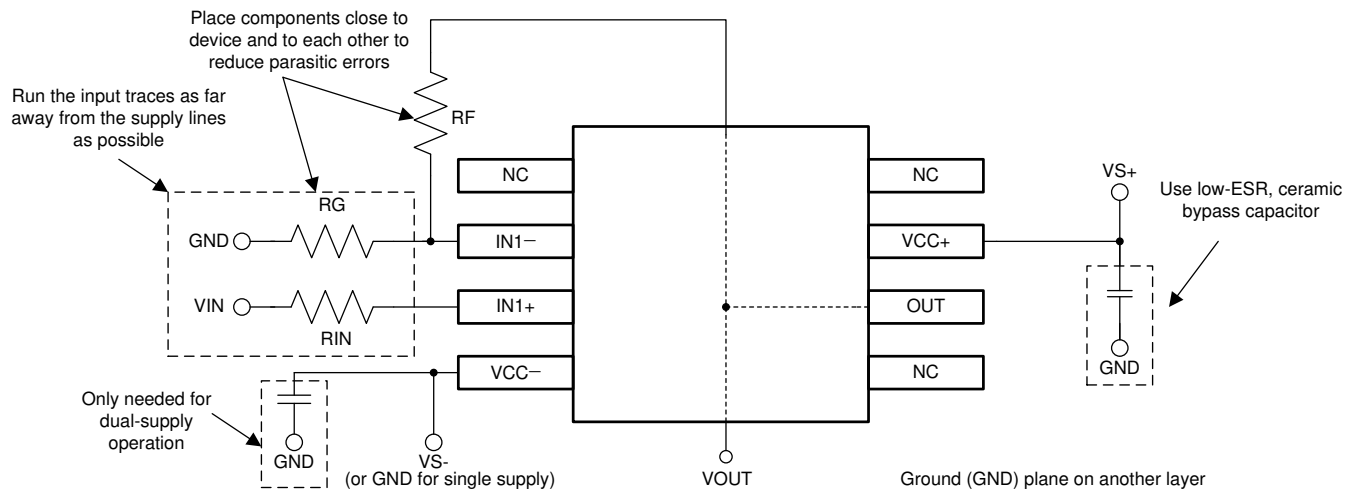 Place components close to
device and to each other to
reduce parasitic errors
Run the input traces as far
away from the supply lines
as possible
RF
NC
NC
VS+
Use low-ESR, ceramic
bypass capacitor
RG
GND
IN1−
VCC+
VIN
IN1+
OUT
RIN
GND
VCC−
NC
Only needed for
dual-supply
operation
GND
VS-
(or GND for single supply)
VOUT
Ground (GND) plane on another layer